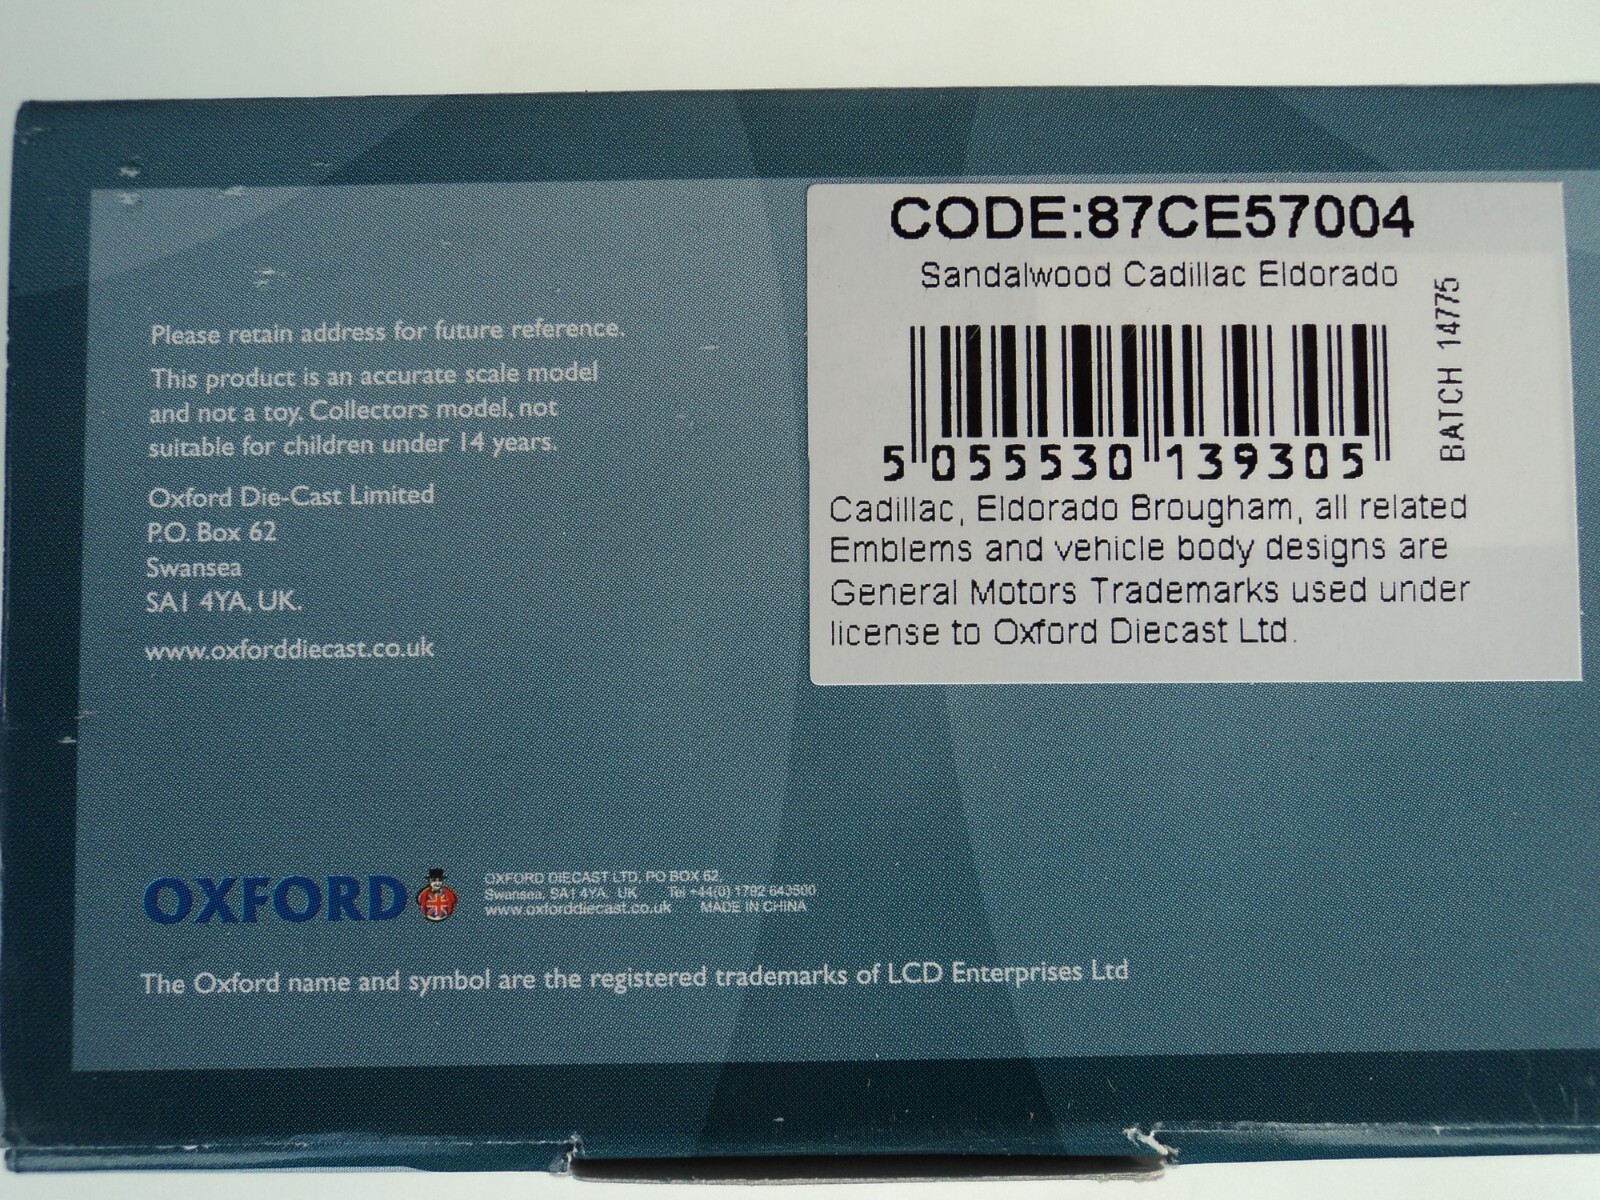 CODE:87CE57004
Sandalwood Cadillac Eldorado
BATCH 14775
5 055530 139305
Cadillac, Eldorado Brougham, all related
Emblems and vehicle body designs are
General Motors Trademarks used under
license to Oxford Diecast Ltd.
Please retain address for future reference.
This product is an accurate scale model
and not a toy. Collectors model, not
suitable for children under 14 years.
Oxford Die-Cast Limited
P.O. Box 62
Swansea
SA1 4YA, UK.
www.oxforddiecast.co.uk
OXFORD
OXFORD DIECAST LTD, PO BOX 62,
Swansea, SA1 4YA, UK Tel +44(0) 1792 643500
www.oxforddiecast.co.uk MADE IN CHINA
The Oxford name and symbol are the registered trademarks of LCD Enterprises Ltd